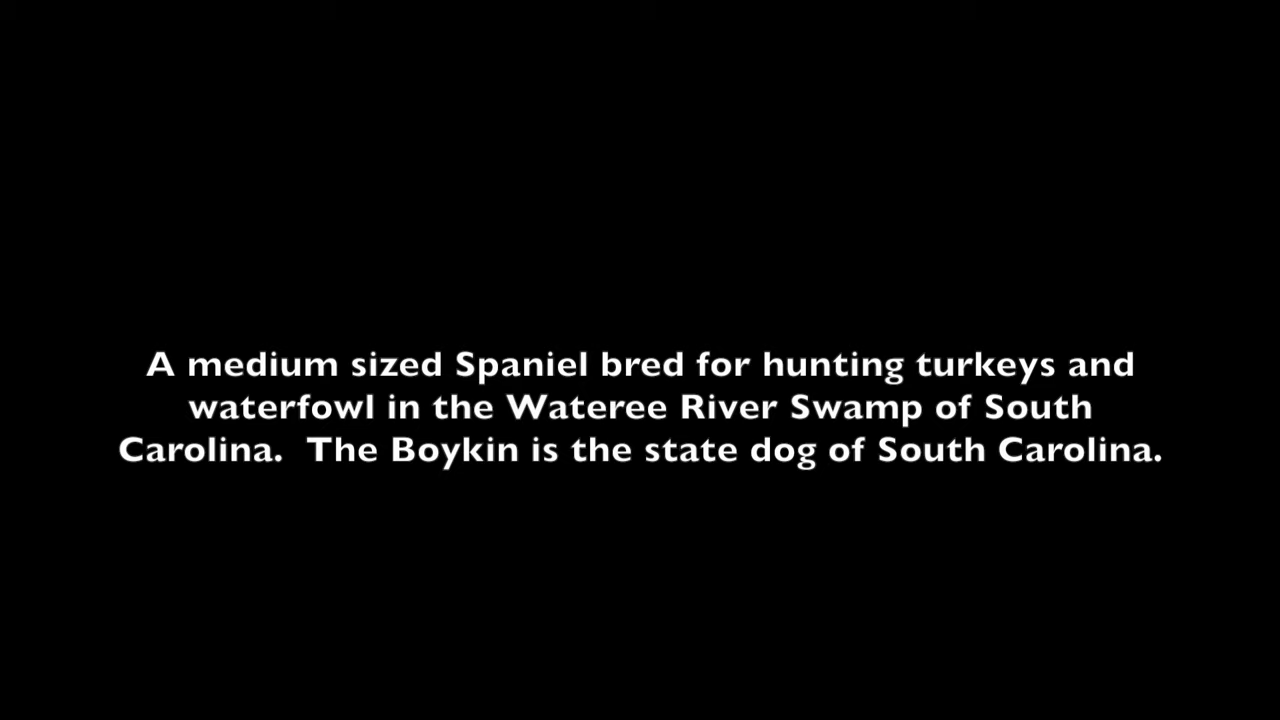 A medium sized Spaniel bred for hunting turkeys and
waterfowl in the Wateree River Swamp of South
Carolina.  The Boykin is the state dog of South Carolina.